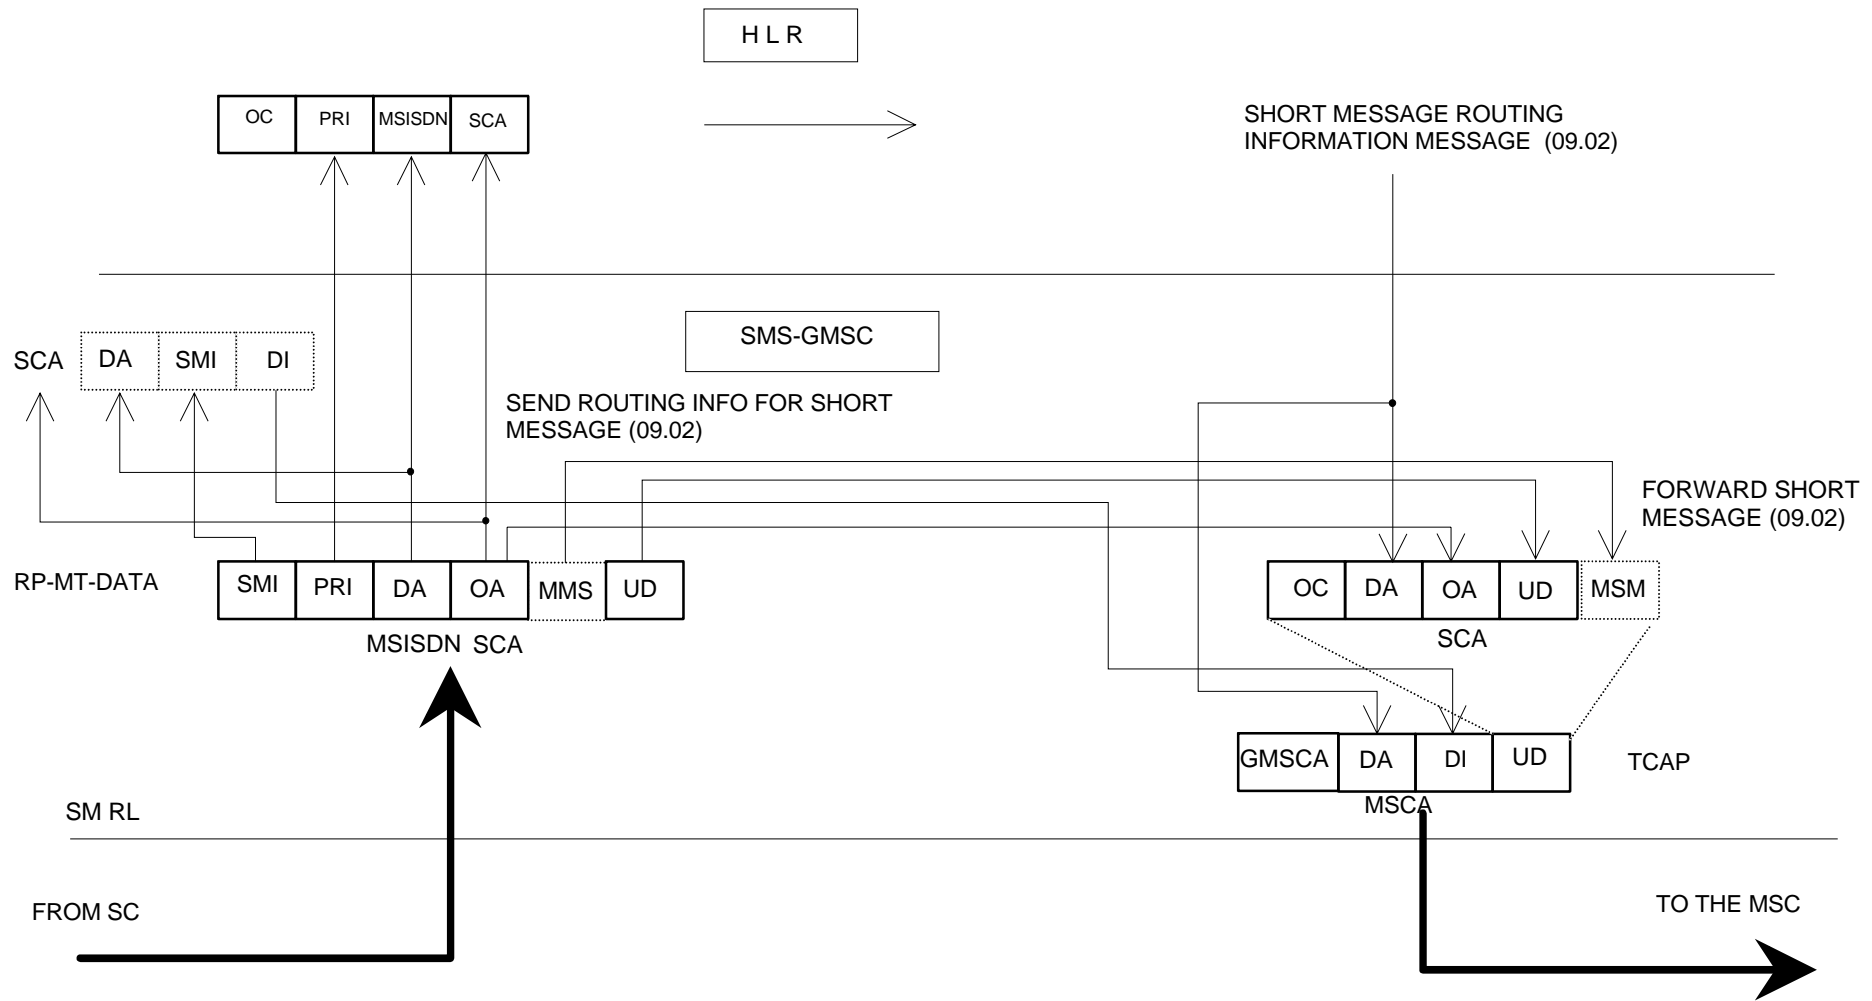 H L R
OC PRI MSISDN SCA
SHORT MESSAGE ROUTING
INFORMATION MESSAGE (09.02)
SMS-GMSC
SCA DA SMI DI
SEND ROUTING INFO FOR SHORT
MESSAGE (09.02)
FORWARD SHORT
MESSAGE (09.02)
RP-MT-DATA SMI PRI DA OA MMS UD
OC DA OA UD MSM
MSISDN SCA
SCA
GMSCA DA DI UD TCAP
MSCA
SM RL
FROM SC
TO THE MSC